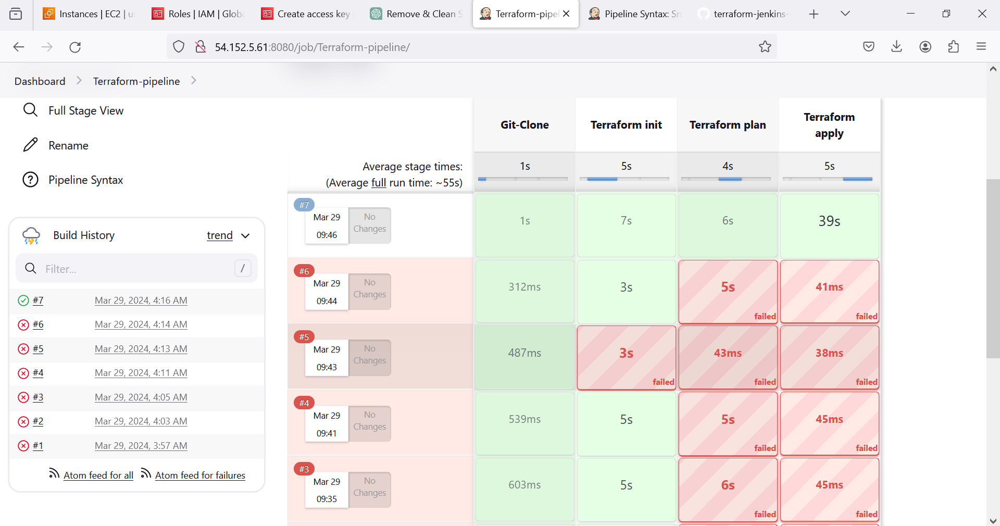 Instances | EC2 | us
Roles | IAM | Globa
Create access key
Remove & Clean S
Terraform-pipel
Pipeline Syntax: Sn
terraform-jenkins-
54.152.5.61:8080/job/Terraform-pipeline/
Dashboard
Terraform-pipeline
Full Stage View
Rename
Pipeline Syntax
Build History
trend
Filter...
/
#7 Mar 29, 2024, 4:16 AM
#6 Mar 29, 2024, 4:14 AM
#5 Mar 29, 2024, 4:13 AM
#4 Mar 29, 2024, 4:11 AM
#3 Mar 29, 2024, 4:05 AM
#2 Mar 29, 2024, 4:03 AM
#1 Mar 29, 2024, 3:57 AM
Atom feed for all
Atom feed for failures
Git-Clone
Terraform init
Terraform plan
Terraform
apply
Average stage times:
(Average full run time: ~55s)
1s
5s
4s
5s
#7
Mar 29
09:46
No
Changes
1s
7s
6s
39s
#6
Mar 29
09:44
No
Changes
312ms
3s
5s
failed
41ms
failed
#5
Mar 29
09:43
No
Changes
487ms
3s
failed
43ms
failed
38ms
failed
#4
Mar 29
09:41
No
Changes
539ms
5s
5s
failed
45ms
failed
#3
Mar 29
09:35
No
Changes
603ms
5s
6s
failed
45ms
failed